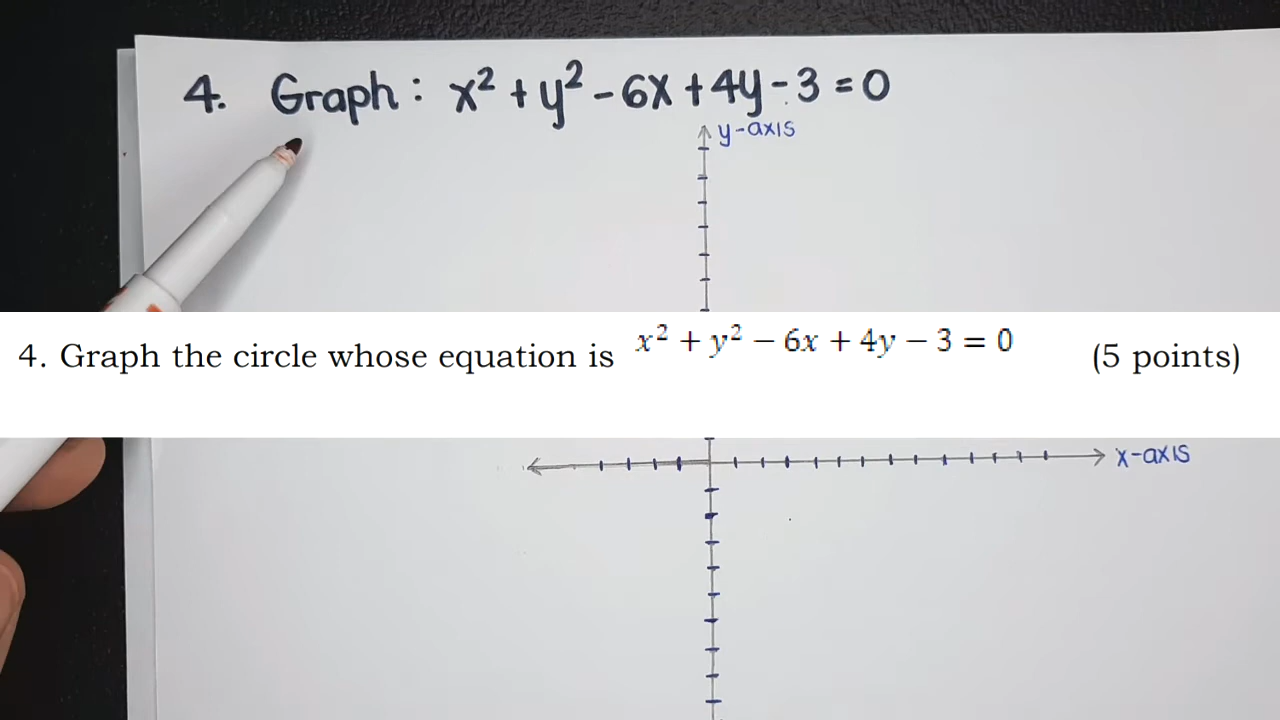 4. Graph : x² + y² - 6x + 4y - 3 = 0
y-axis
4. Graph the circle whose equation is x² + y² − 6x + 4y − 3 = 0 (5 points)
x-axis